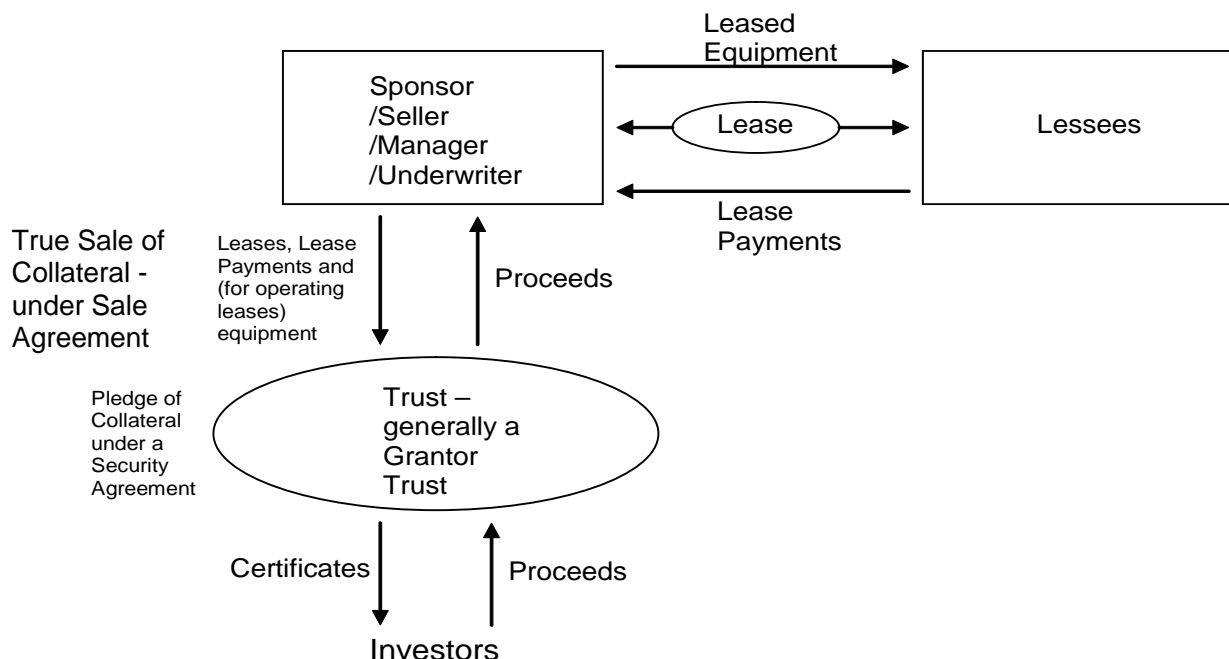 Leased
Equipment
Sponsor
/Seller
/Manager
/Underwriter
Lease
Lessees
Lease
Payments
True Sale of
Collateral -
under Sale
Agreement
Leases, Lease
Payments and
(for operating
leases)
equipment
Proceeds
Pledge of
Collateral
under a
Security
Agreement
Trust –
generally a
Grantor
Trust
Certificates
Proceeds
Investors